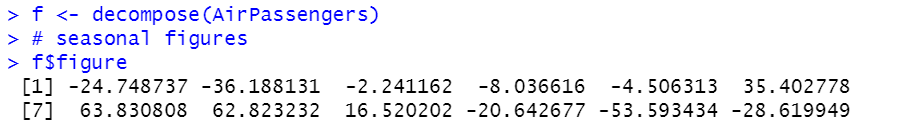 > f <- decompose(AirPassengers)
> # seasonal figures
> f$figure
[1] -24.748737 -36.188131 -2.241162 -8.036616 -4.506313 35.402778
[7] 63.830808 62.823232 16.520202 -20.642677 -53.593434 -28.619949